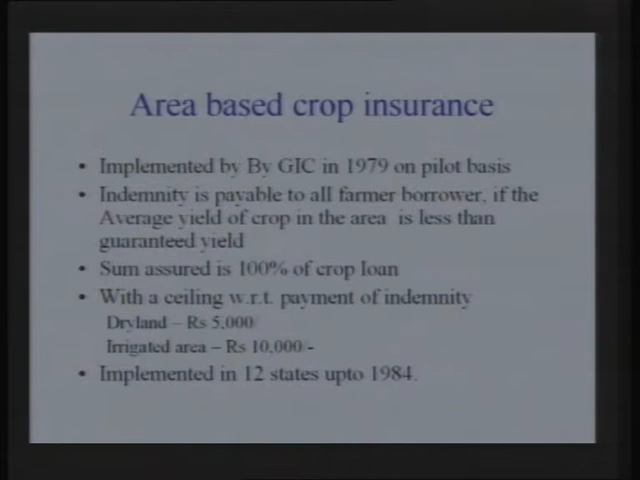 Area based crop insurance
• Implemented by By GIC in 1979 on pilot basis
• Indemnity is payable to all farmer borrower, if the
Average yield of crop in the area is less than
guaranteed yield
• Sum assured is 100% of crop loan
• With a ceiling w.r.t. payment of indemnity
Dryland – Rs 5,000/
Irrigated area – Rs 10,000/-
• Implemented in 12 states upto 1984.